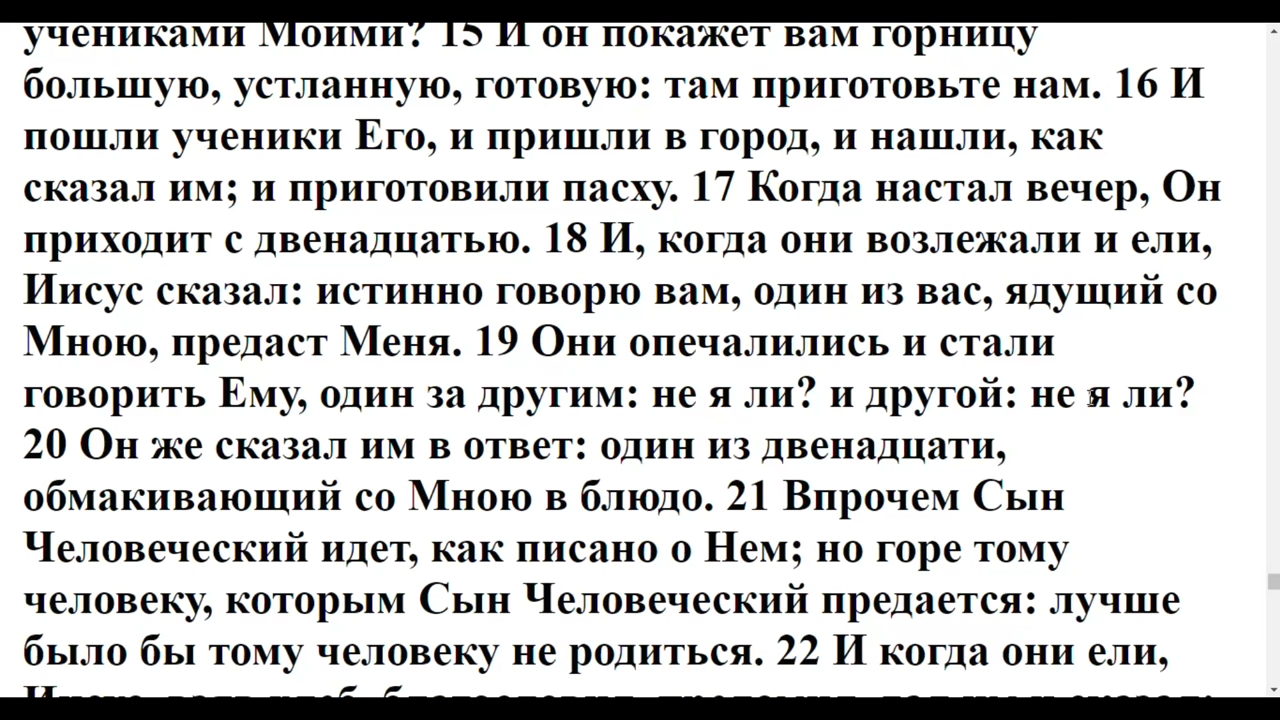 учениками Моими? 15 И он покажет вам горницу
большую, устланную, готовую: там приготовьте нам. 16 И
пошли ученики Его, и пришли в город, и нашли, как
сказал им; и приготовили пасху. 17 Когда настал вечер, Он
приходит с двенадцатью. 18 И, когда они возлежали и ели,
Иисус сказал: истинно говорю вам, один из вас, ядущий со
Мною, предаст Меня. 19 Они опечалились и стали
говорить Ему, один за другим: не я ли? и другой: не я ли?
20 Он же сказал им в ответ: один из двенадцати,
обмакивающий со Мною в блюдо. 21 Впрочем Сын
Человеческий идет, как писано о Нем; но горе тому
человеку, которым Сын Человеческий предается: лучше
было бы тому человеку не родиться. 22 И когда они ели,